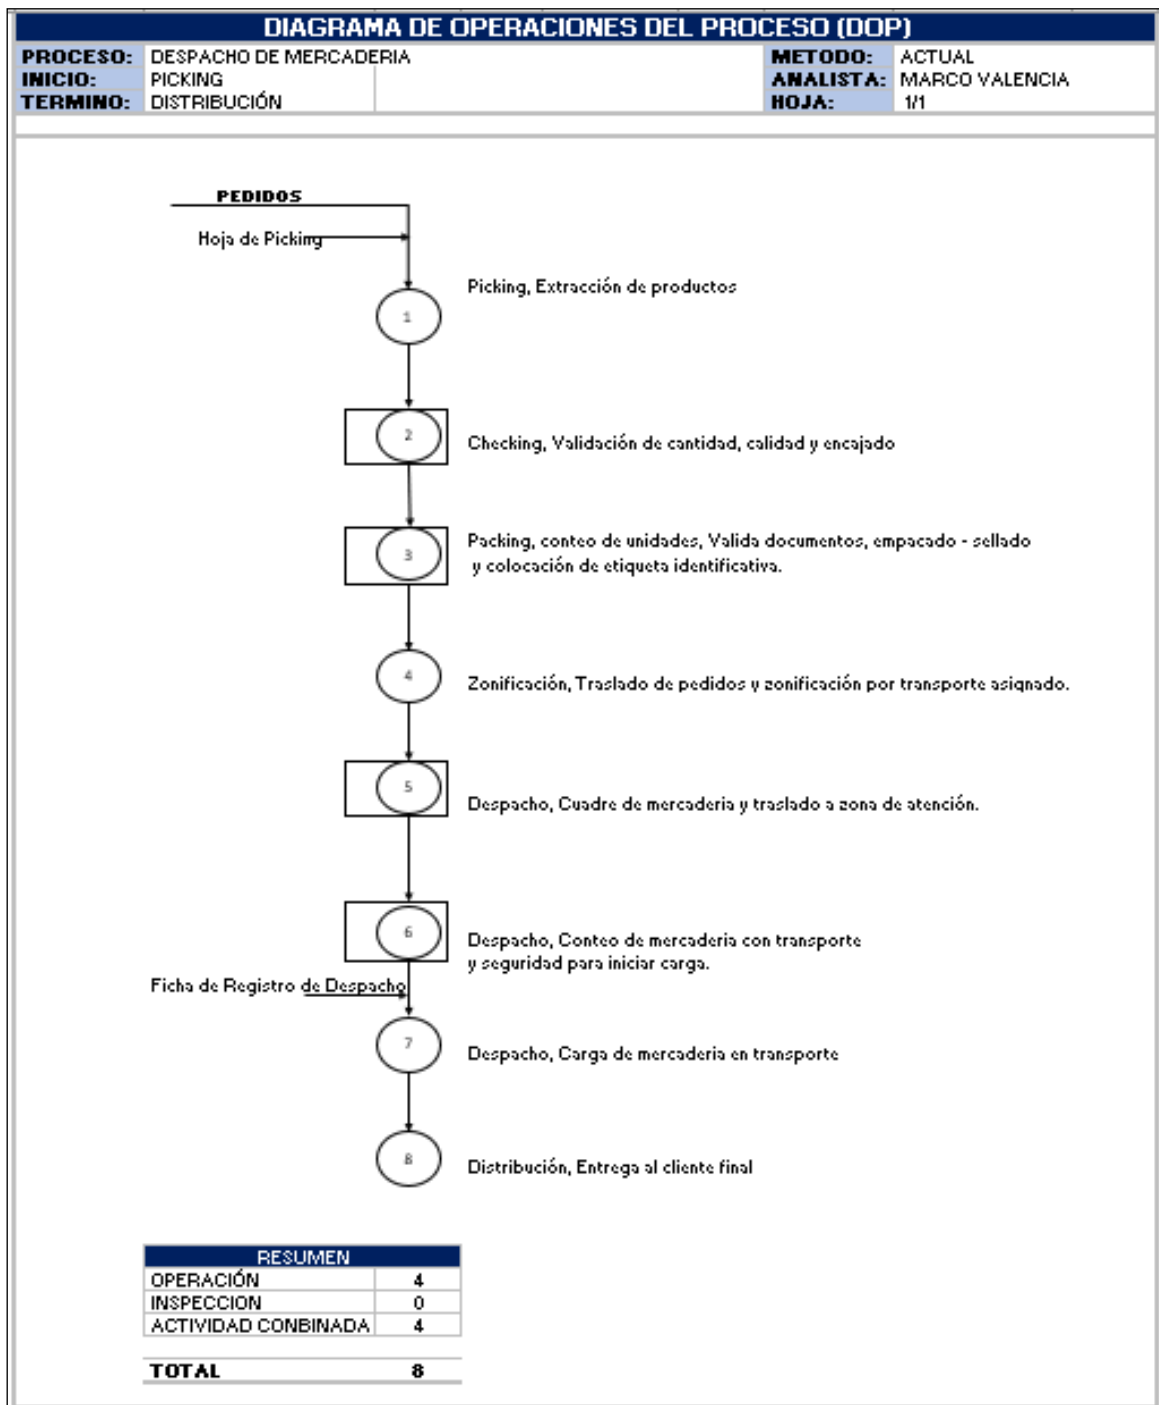 DIAGRAMA DE OPERACIONES DEL PROCESO (DOP)
PROCESO: DESPACHO DE MERCADERIA METODO: ACTUAL
INICIO: PICKING ANALISTA: MARCO VALENCIA
TERMINO: DISTRIBUCIÓN HOJA: 1/1
PEDIDOS
Hoja de Picking
Picking, Extracción de productos
1
2
Checking, Validación de cantidad, calidad y encajado
Packing, conteo de unidades, Valida documentos, empacado - sellado
3
y colocación de etiqueta identificativa.
4
Zonificación, Traslado de pedidos y zonificación por transporte asignado.
5
Despacho, Cuadre de mercaderia y traslado a zona de atención.
6
Despacho, Conteo de mercaderia con transporte
y seguridad para iniciar carga.
Ficha de Registro de Despacho
7
Despacho, Carga de mercaderia en transporte
8
Distribución, Entrega al cliente final
RESUMEN
OPERACIÓN 4
INSPECCION 0
ACTIVIDAD CONBINADA 4
TOTAL 8